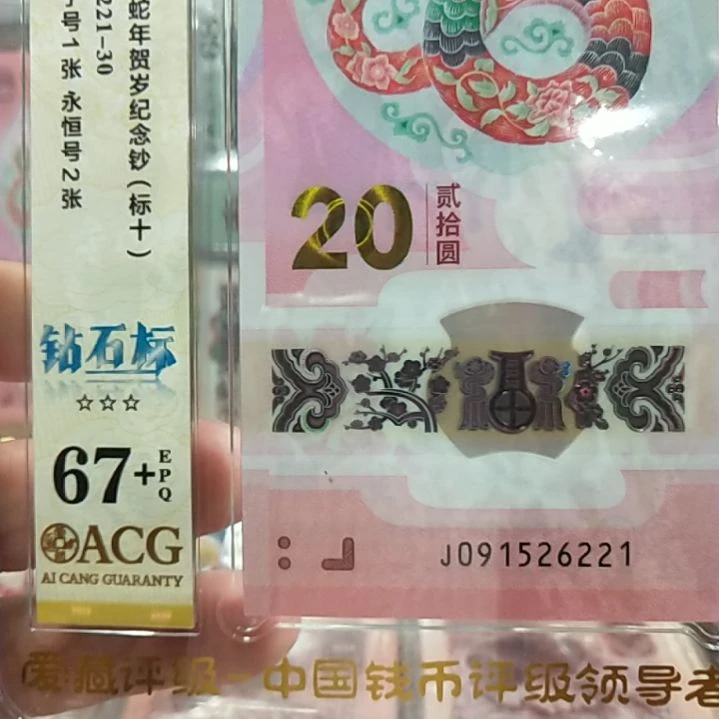 蛇年贺岁纪念钞(标十)
221-30
号1张 永恒号2张
钻石标
☆☆☆
67+EPQ
ACG
AI CANG GUARANTY
20
贰拾圆
J091526221
爱藏评级-中国钱币评级领导者